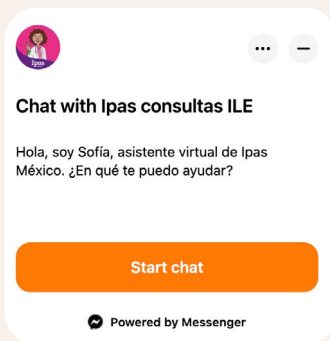 Ipas
Chat with Ipas consultas ILE
Hola, soy Sofía, asistente virtual de Ipas
México. ¿En qué te puedo ayudar?
Start chat
Powered by Messenger